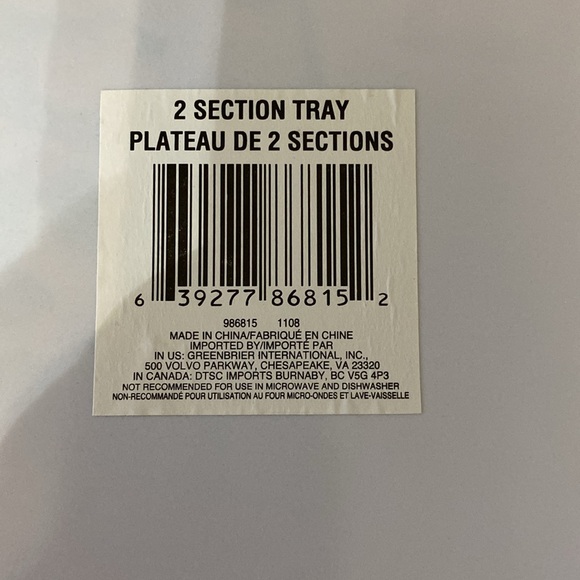 2 SECTION TRAY
PLATEAU DE 2 SECTIONS
6 39277 86815 2
986815 1108
MADE IN CHINA/FABRIQUÉ EN CHINE
IMPORTED BY/IMPORTÉ PAR
IN US: GREENBRIER INTERNATIONAL, INC.,
500 VOLVO PARKWAY, CHESAPEAKE, VA 23320
IN CANADA: DTSC IMPORTS BURNABY, BC V5G 4P3
NOT RECOMMENDED FOR USE IN MICROWAVE AND DISHWASHER
NON-RECOMMANDÉ POUR UTILISATION AU FOUR MICRO-ONDES ET LAVE-VAISSELLE